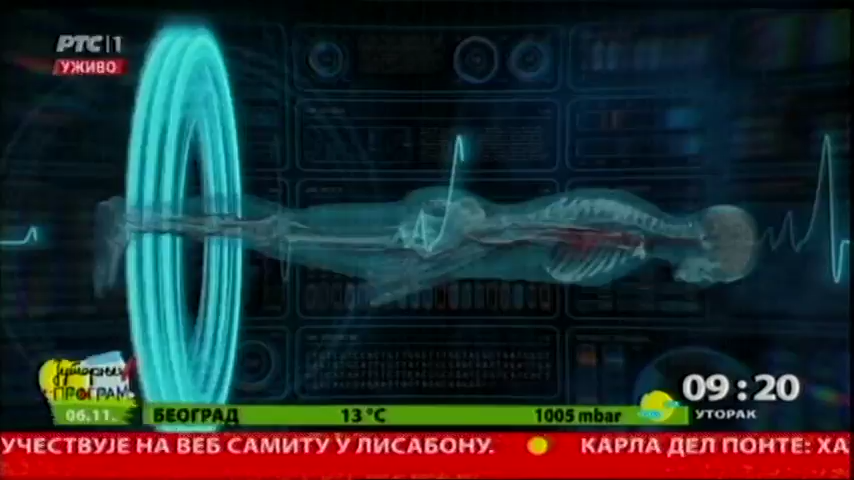 РТС|1
УЖИВО
Јутарњи
ПРОГРАМ
06.11.
БЕОГРАД 13 °C 1005 mbar
09:20
УТОРАК
УЧЕСТВУЈЕ НА ВЕБ САМИТУ У ЛИСАБОНУ. КАРЛА ДЕЛ ПОНТЕ: ХА